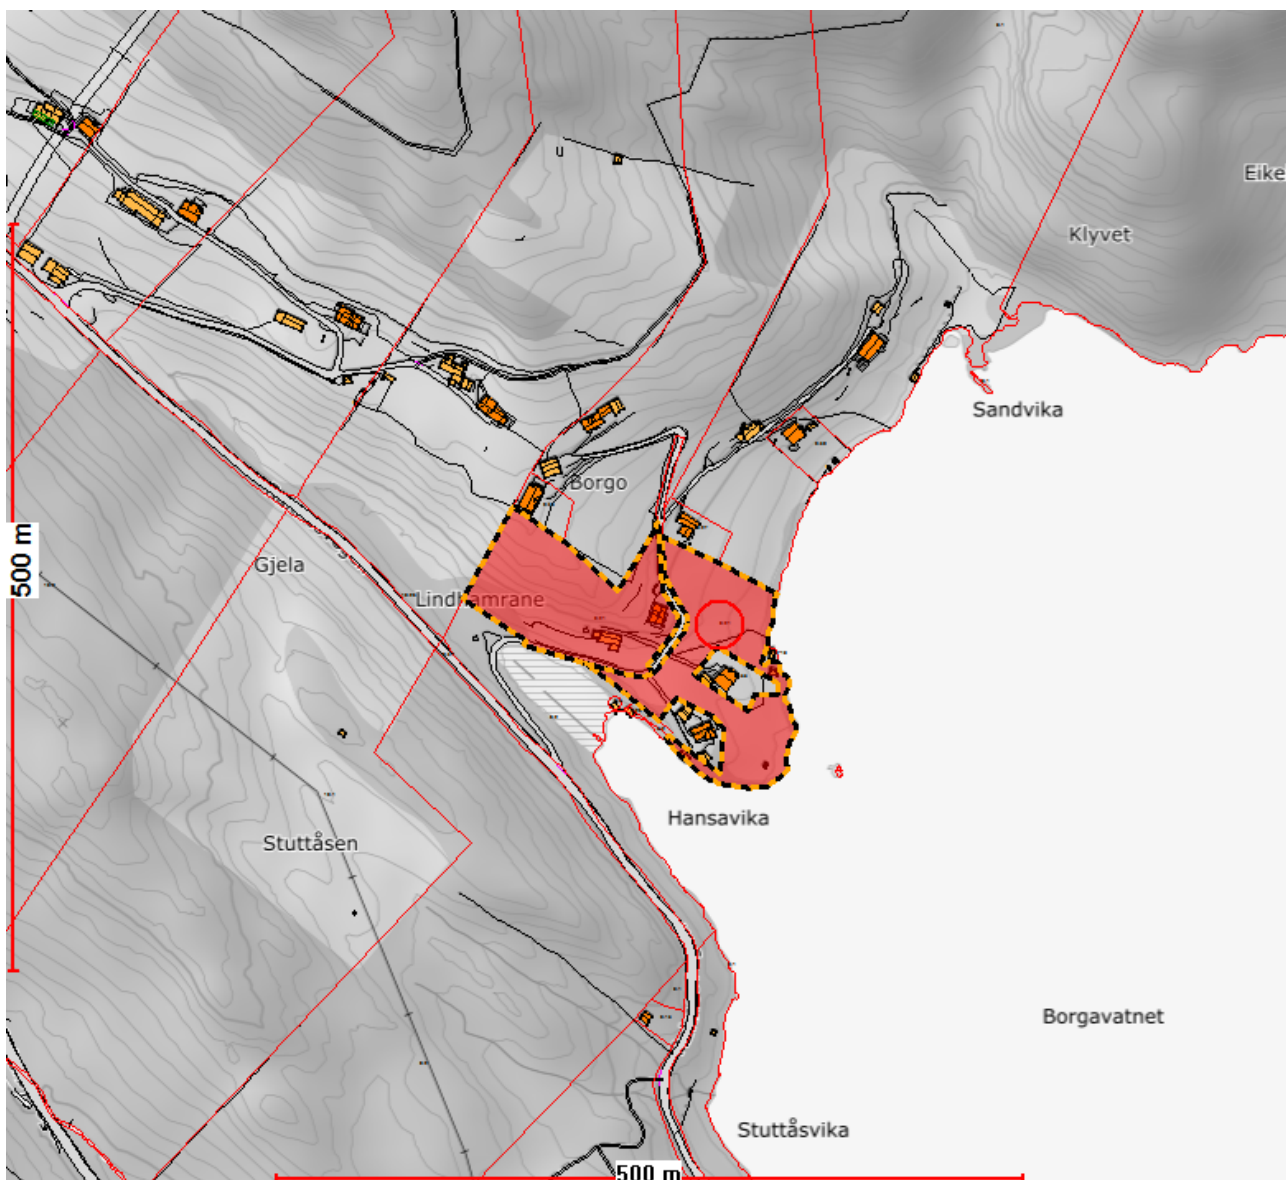 u
Eike
Klyvet
Sandvika
Borgo
500 m
Gjela
Lindhamrane
Hansavika
Stuttåsen
Borgavatnet
Stuttåsvika
500 m